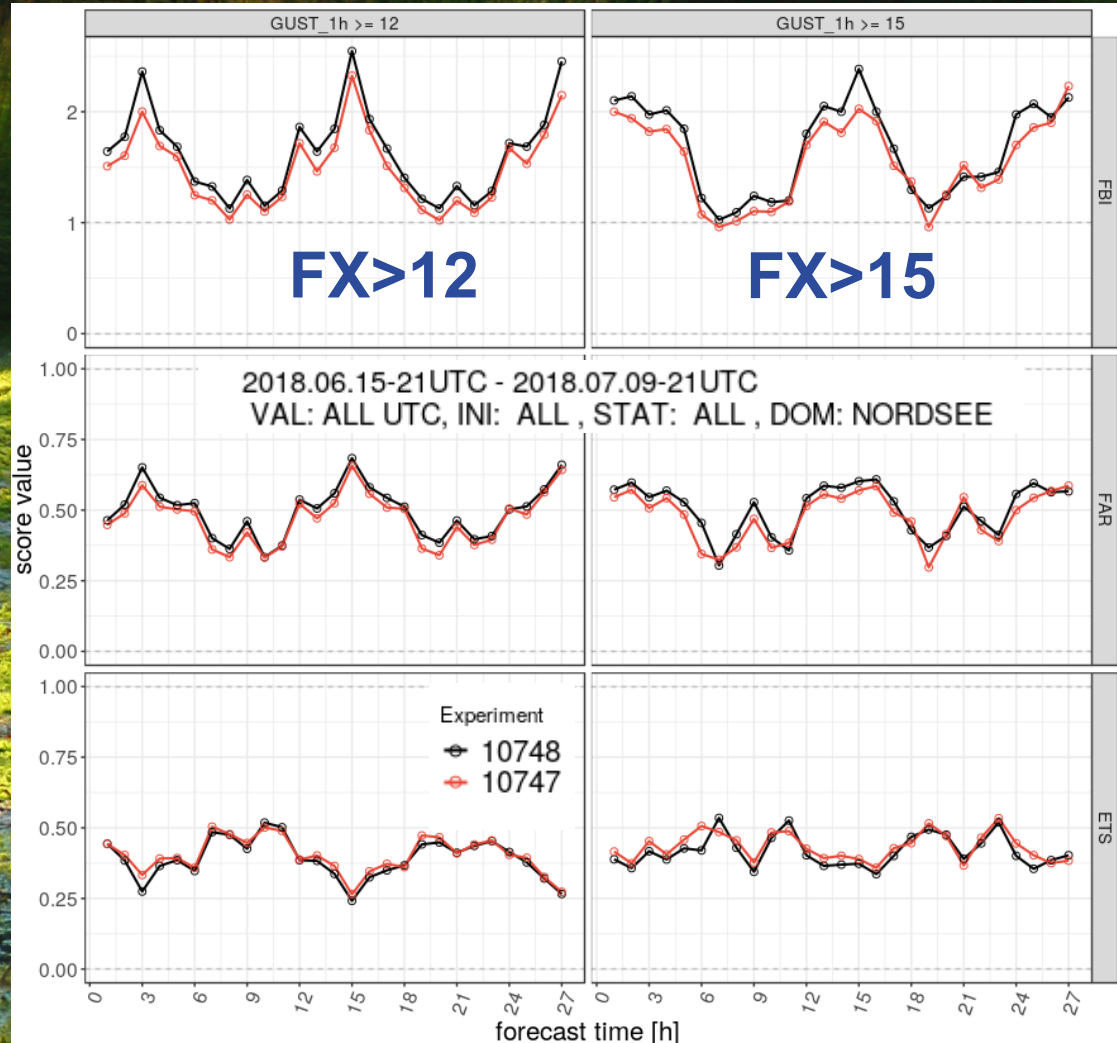 GUST_1h >= 12
GUST_1h >= 15
2
1
0
FX>12
FX>15
FBI
2018.06.15-21UTC - 2018.07.09-21UTC
VAL: ALL UTC, INI:  ALL , STAT:  ALL , DOM: NORDSEE
1.00
0.75
0.50
0.25
0.00
FAR
score value
1.00
0.75
0.50
0.25
0.00
Experiment
10748
10747
ETS
0 3 6 9 12 15 18 21 24 27
0 3 6 9 12 15 18 21 24 27
forecast time [h]